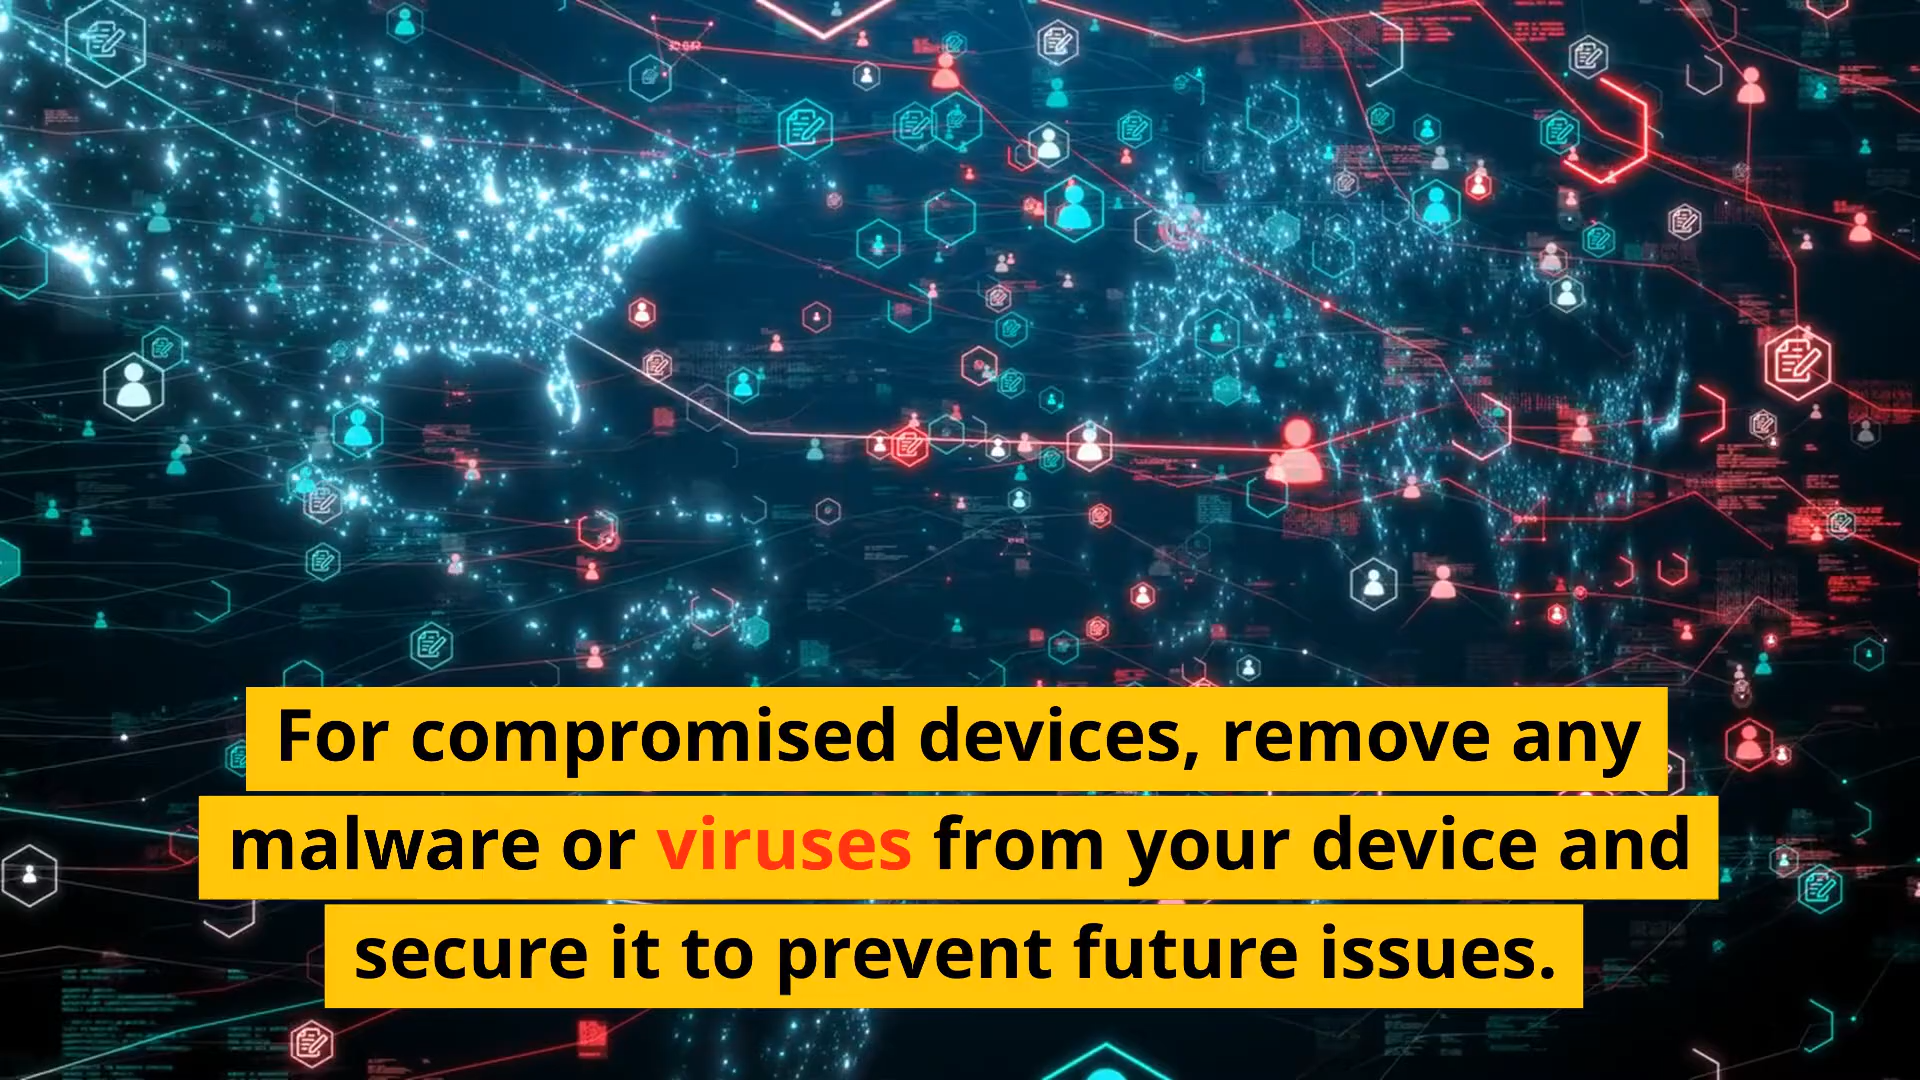 For compromised devices, remove any
malware or viruses from your device and
secure it to prevent future issues.